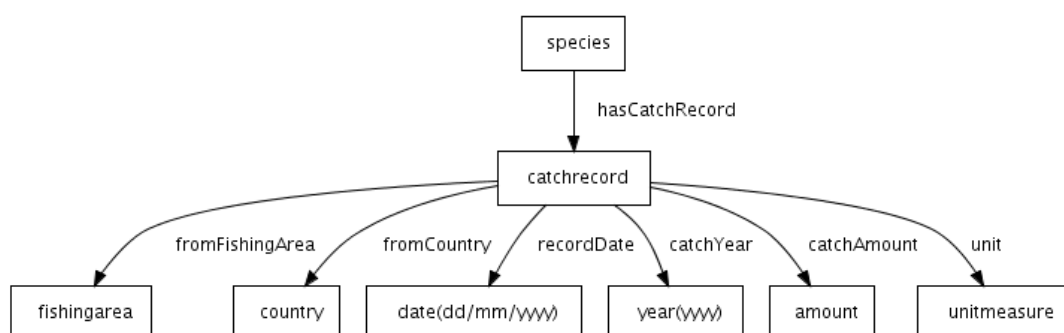 species
hasCatchRecord
catchrecord
fromFishingArea fromCountry recordDate catchYear catchAmount unit
fishingarea country date(dd/mm/yyyy) year(yyyy) amount unitmeasure